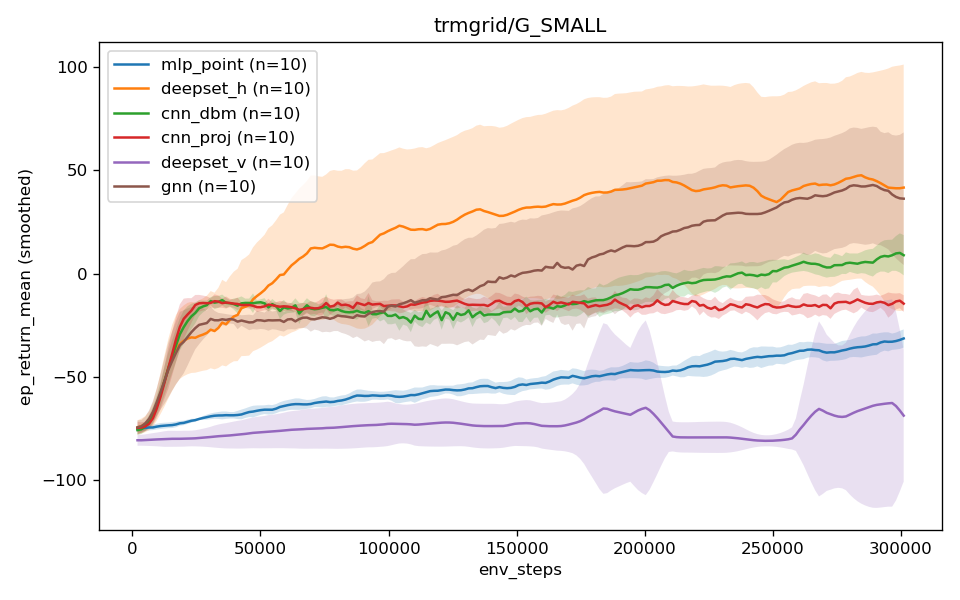 trmgrid/G_SMALL
mlp_point (n=10)
deepset_h (n=10)
cnn_dbm (n=10)
cnn_proj (n=10)
deepset_v (n=10)
gnn (n=10)
ep_return_mean (smoothed)
100
50
0
−50
−100
0 50000 100000 150000 200000 250000 300000
env_steps